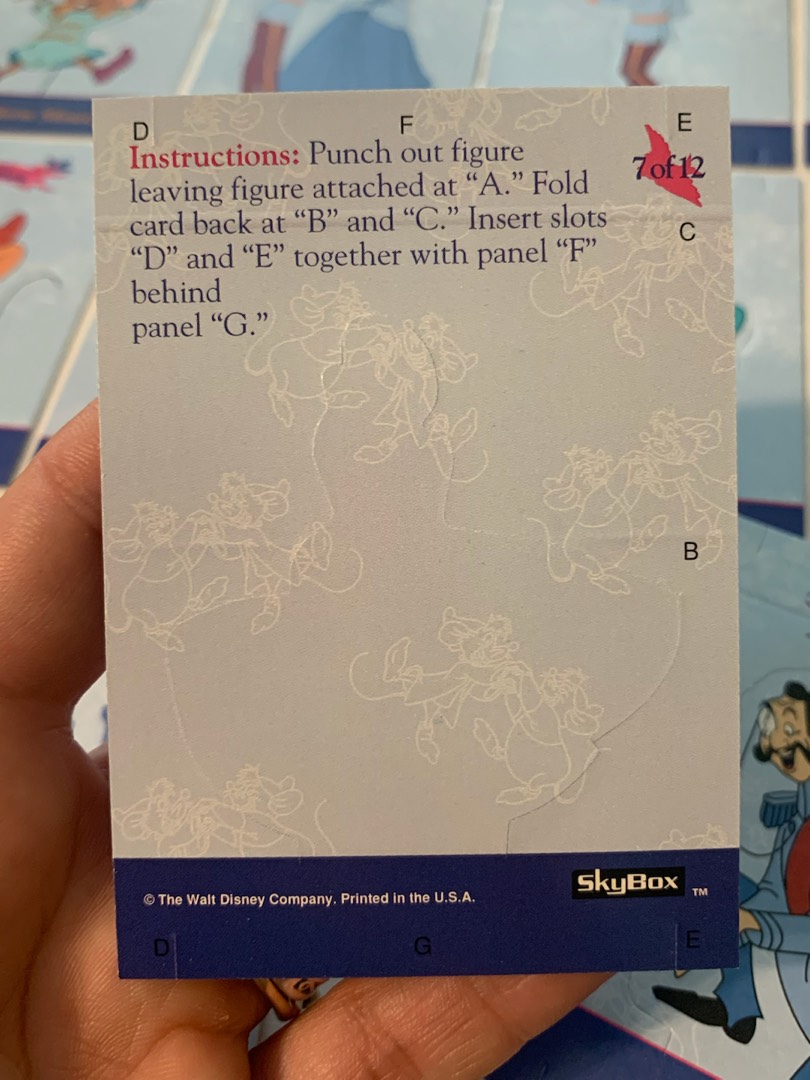 D F E
Instructions: Punch out figure
leaving figure attached at “A.” Fold
card back at “B” and “C.” Insert slots
“D” and “E” together with panel “F”
behind
panel “G.”
7 of 12
C
B
© The Walt Disney Company. Printed in the U.S.A.
SkyBox ™
D G E